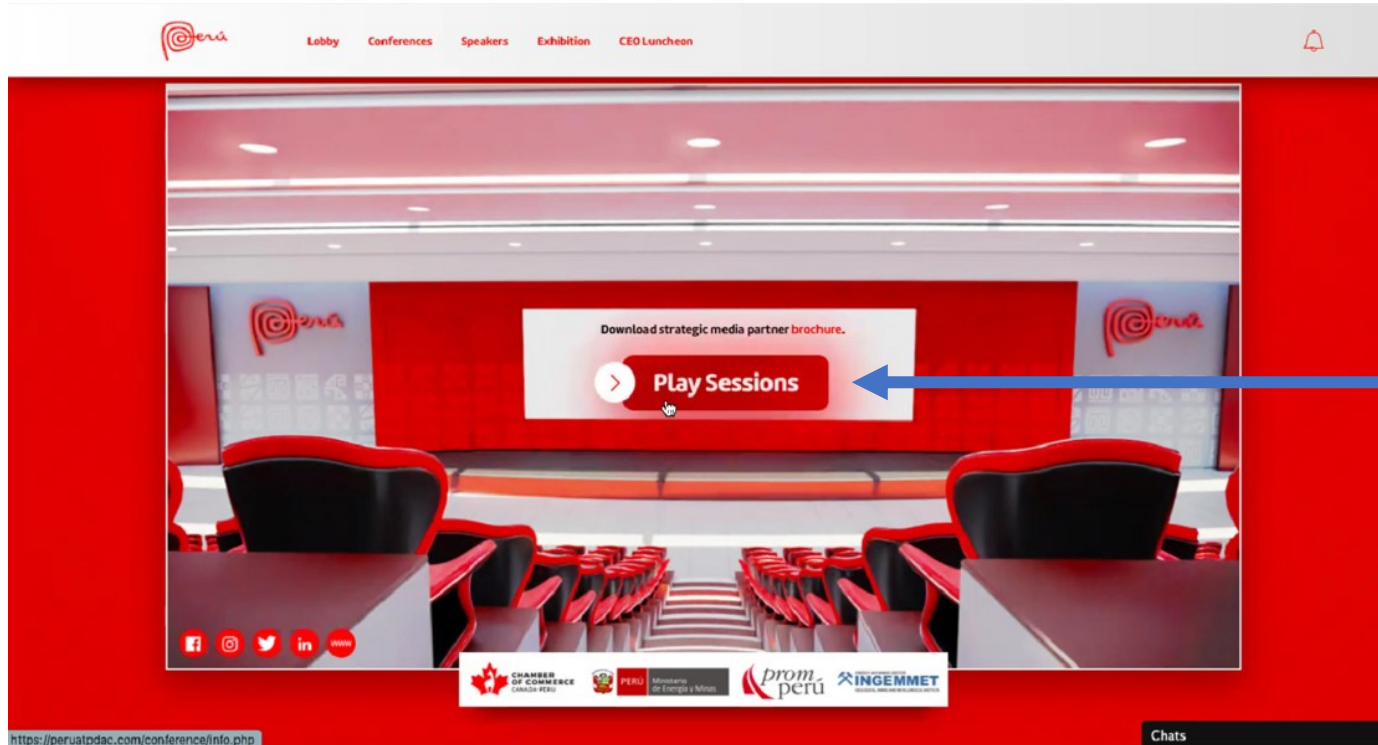 Perú
Lobby Conferences Speakers Exhibition CEO Luncheon
Perú
Perú
Download strategic media partner brochure.
Play Sessions
www
CHAMBER
OF COMMERCE
CANADA-PERU
PERÚ
Ministerio
de Energía y Minas
prom
perú
INGEMMET
https://peruatpdac.com/conference/info.php
Chats